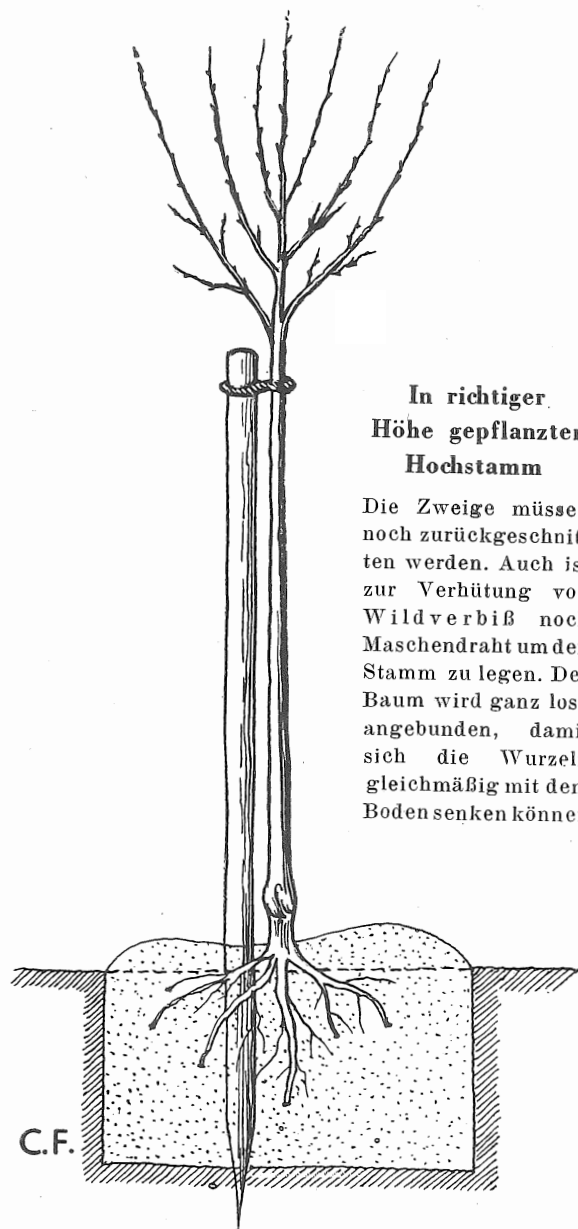 In richtiger
Höhe gepflanzter
Hochstamm
Die Zweige müsse
noch zurückgeschnit
ten werden. Auch is
zur Verhütung vo
Wildverbiß noc
Maschendraht um de
Stamm zu legen. De
Baum wird ganz los
angebunden, dami
sich die Wurzel
gleichmäßig mit dem
Boden senken könne
C.F.